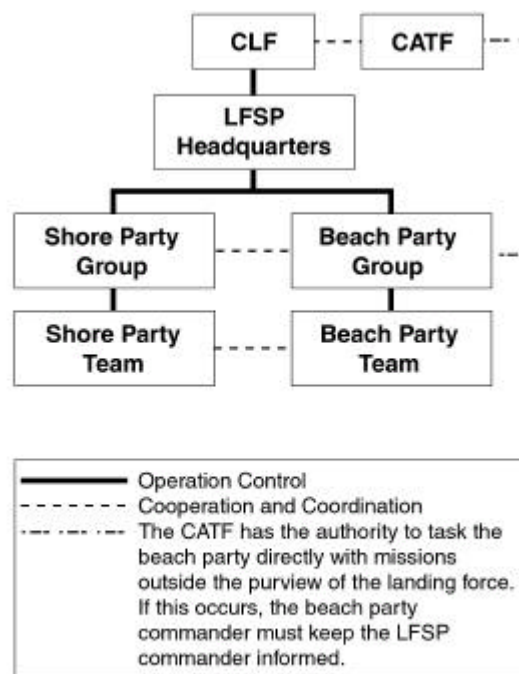 CLF
CATF
LFSP
Headquarters
Shore Party
Group
Beach Party
Group
Shore Party
Team
Beach Party
Team
Operation Control
Cooperation and Coordination
The CATF has the authority to task the
beach party directly with missions
outside the purview of the landing force.
If this occurs, the beach party
commander must keep the LFSP
commander informed.